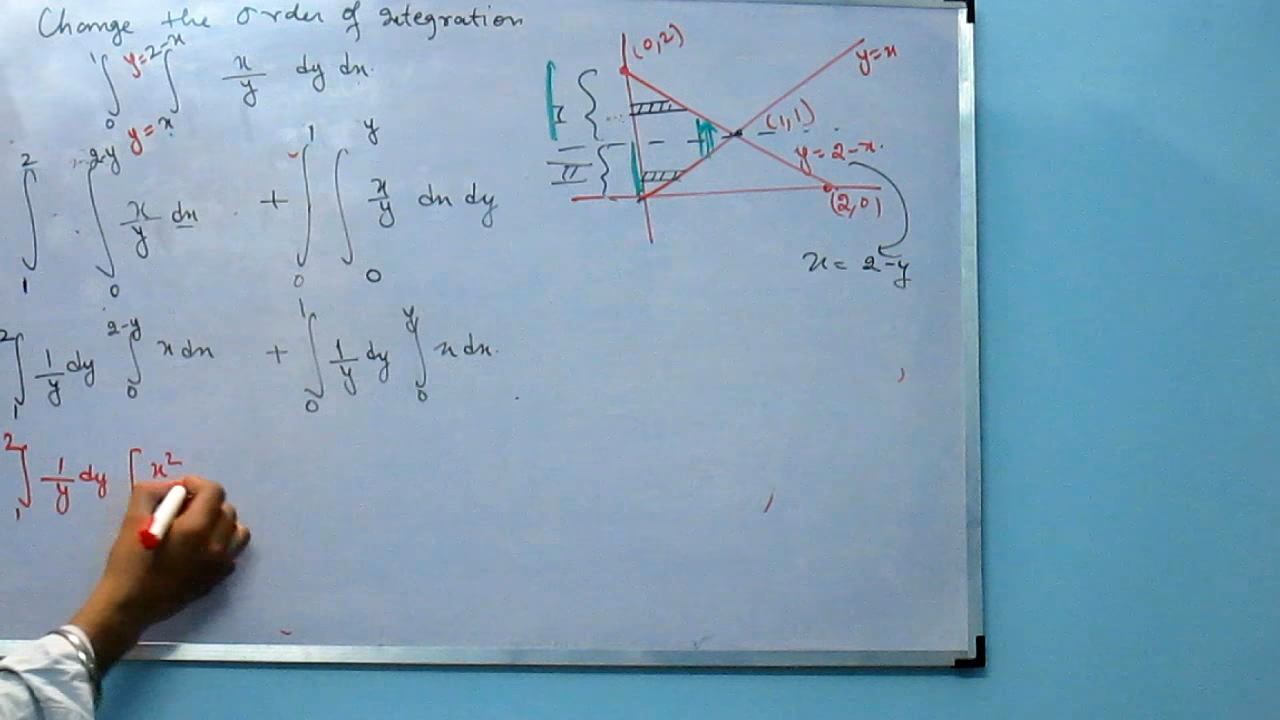 Change the order of integration
∫₀¹ ∫_{y=x}^{y=2-x} x/y dy dx.
∫₁² ∫₀^{2-y} x/y dx + ∫₀¹ ∫₀^y x/y dx dy
∫₁² 1/y dy ∫₀^{2-y} x dx + ∫₀¹ 1/y dy ∫₀^y x dx.
∫₁² 1/y dy [x²
(0,2)
y=x
I
(1,1)
y=2-x.
II
(2,0)
x= 2-y